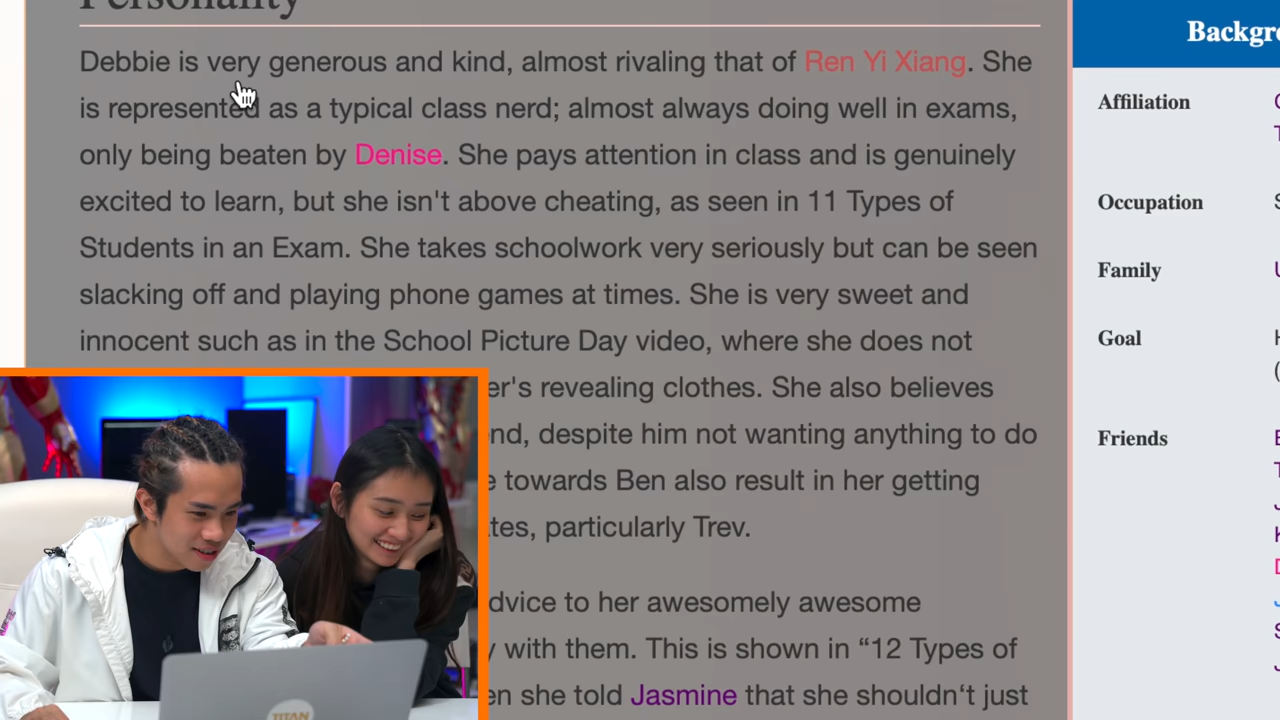 Personality
Debbie is very generous and kind, almost rivaling that of Ren Yi Xiang. She
is represented as a typical class nerd; almost always doing well in exams,
only being beaten by Denise. She pays attention in class and is genuinely
excited to learn, but she isn't above cheating, as seen in 11 Types of
Students in an Exam. She takes schoolwork very seriously but can be seen
slacking off and playing phone games at times. She is very sweet and
innocent such as in the School Picture Day video, where she does not
er's revealing clothes. She also believes
nd, despite him not wanting anything to do
towards Ben also result in her getting
tes, particularly Trev.
dvice to her awesomely awesome
y with them. This is shown in “12 Types of
en she told Jasmine that she shouldn‘t just
Backgro
Affiliation
Occupation
Family
Goal
Friends
TITAN